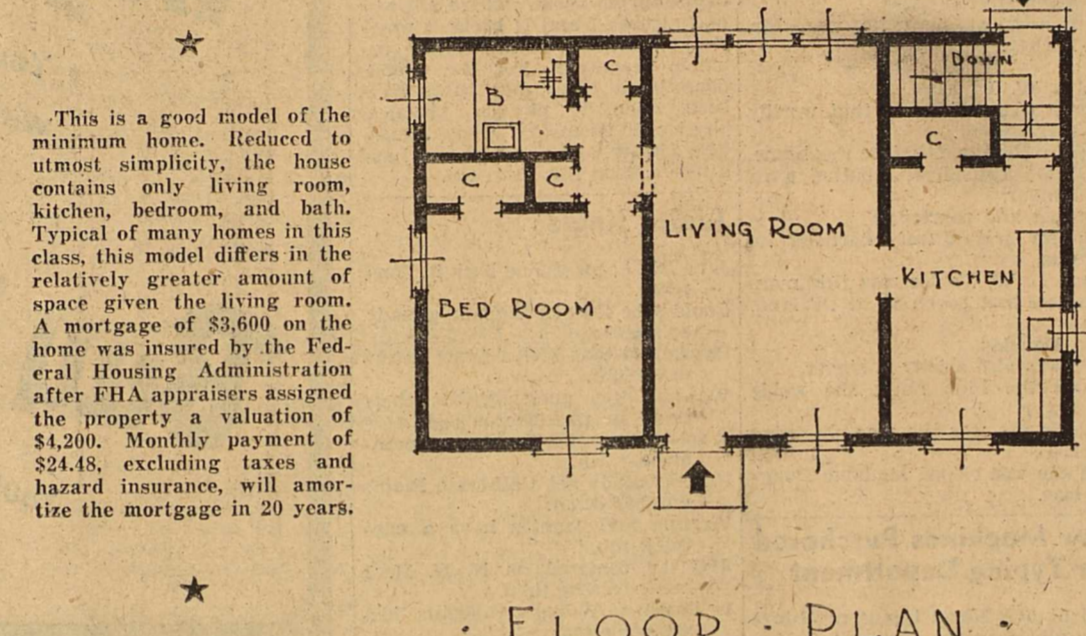 This is a good model of the
minimum home. Reduced to
utmost simplicity, the house
contains only living room,
kitchen, bedroom, and bath.
Typical of many homes in this
class, this model differs in the
relatively greater amount of
space given the living room.
A mortgage of $3,600 on the
home was insured by the Fed-
eral Housing Administration
after FHA appraisers assigned
the property a valuation of
$4,200. Monthly payment of
$24.48, excluding taxes and
hazard insurance, will amor-
tize the mortgage in 20 years.
B
C
DOWN
C
C
C
LIVING ROOM
KITCHEN
BED ROOM
· FLOOR · PLAN ·